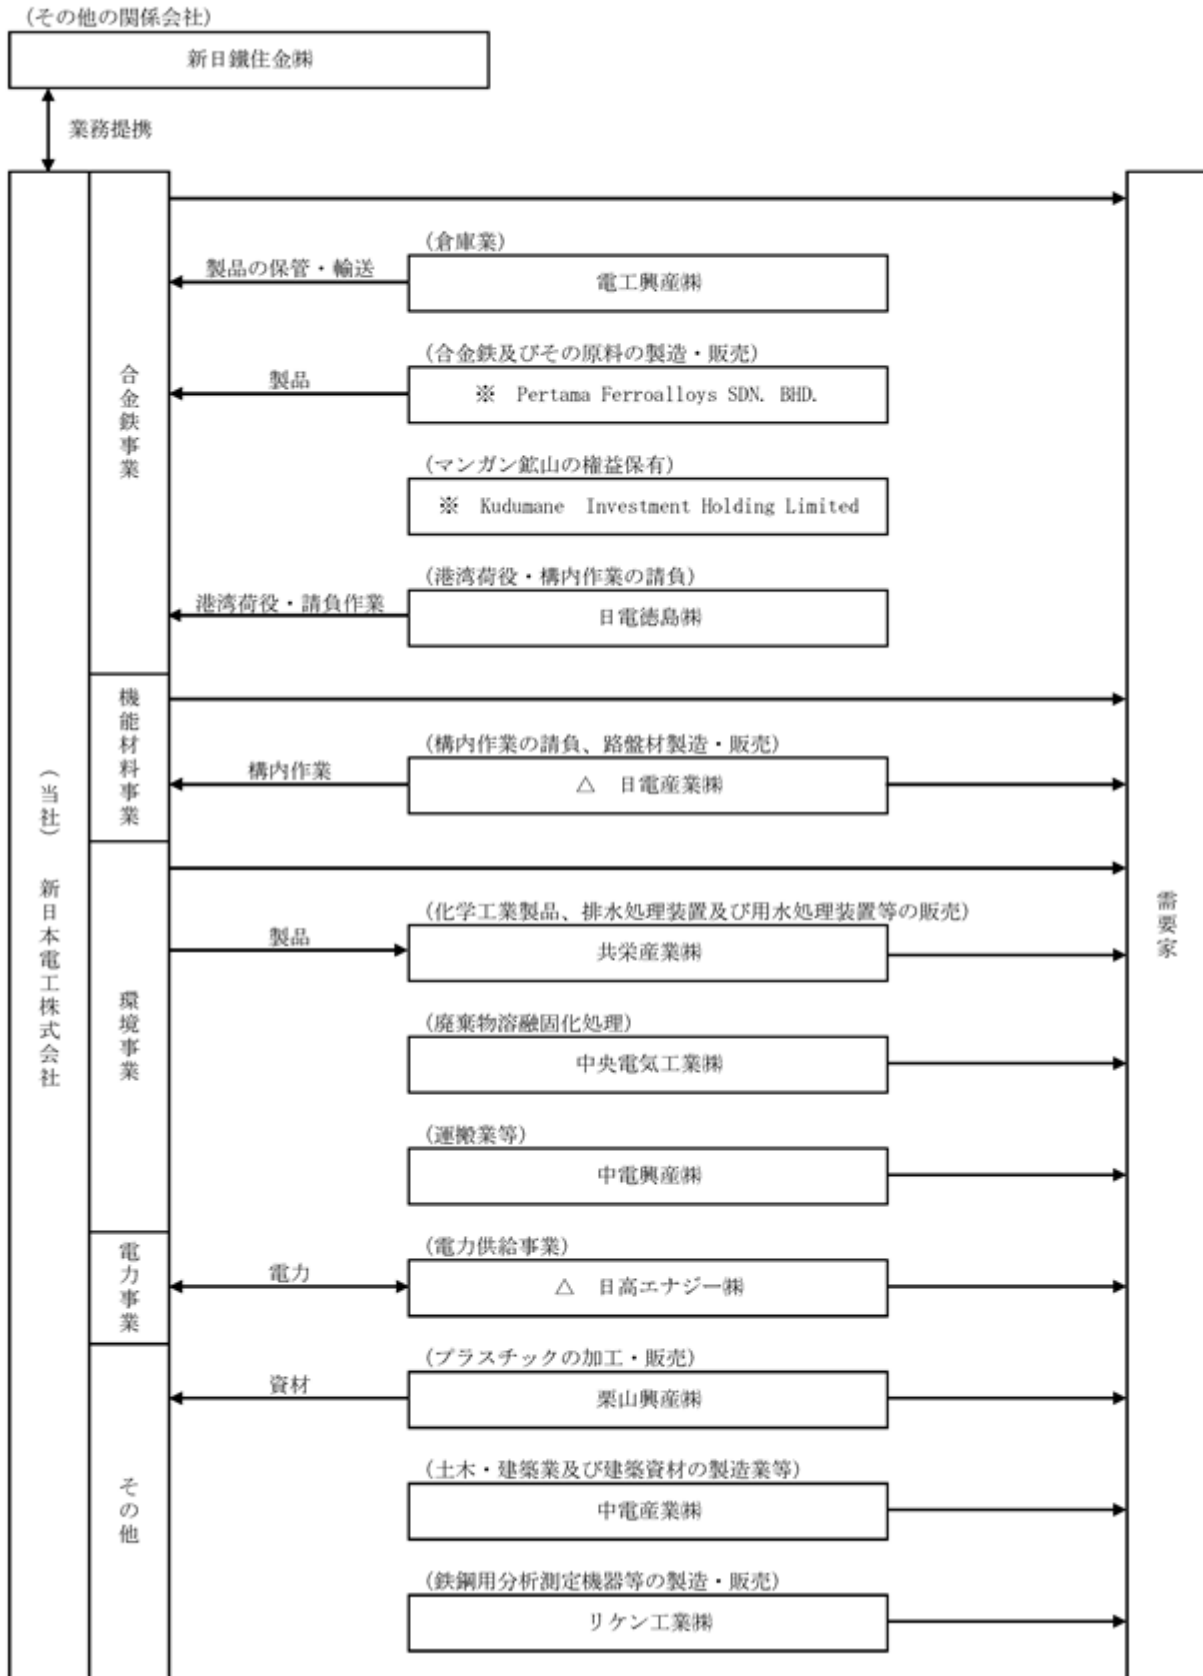 (その他の関係会社)
新日鐵住金㈱
業務提携
(倉庫業)
製品の保管・輸送
電工興産㈱
(合金鉄及びその原料の製造・販売)
製品
※ Pertama Ferroalloys SDN. BHD.
合金鉄事業
(マンガン鉱山の権益保有)
※ Kudumane Investment Holding Limited
(港湾荷役・構内作業の請負)
港湾荷役・請負作業
日電徳島㈱
機能材料事業
(構内作業の請負、路盤材製造・販売)
構内作業
△ 日電産業㈱
(当社) 新日本電工株式会社
需要家
(化学工業製品、排水処理装置及び用水処理装置等の販売)
製品
共栄産業㈱
環境事業
(廃棄物溶融固化処理)
中央電気工業㈱
(運搬業等)
中電興産㈱
電力事業
(電力供給事業)
電力
△ 日高エナジー㈱
(プラスチックの加工・販売)
資材
栗山興産㈱
その他
(土木・建築業及び建築資材の製造業等)
中電産業㈱
(鉄鋼用分析測定機器等の製造・販売)
リケン工業㈱